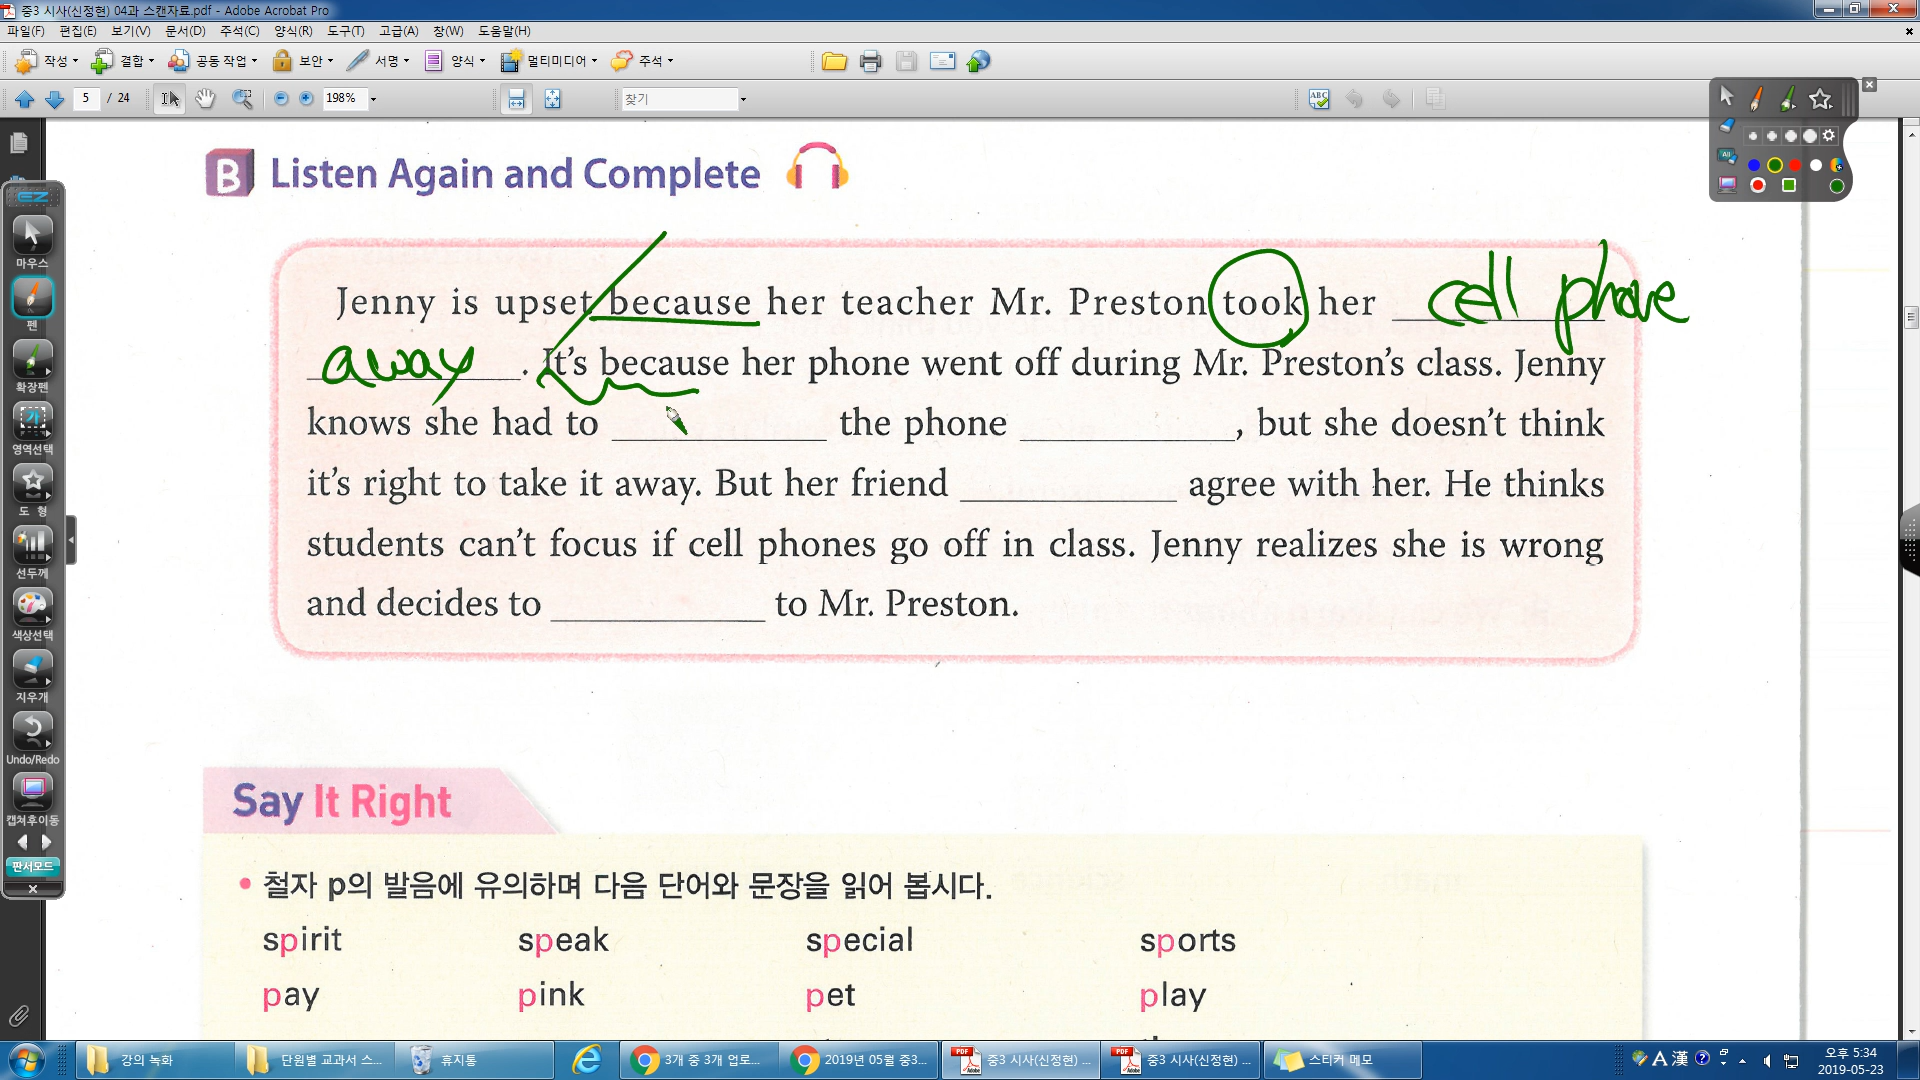 중3 시사(신정현) 04과 스캔자료.pdf - Adobe Acrobat Pro
파일(F) 편집(E) 보기(V) 문서(D) 주석(C) 양식(R) 도구(T) 고급(A) 창(W) 도움말(H)
작성 결합 공동 작업 보안 서명 양식 멀티미디어 주석
5 / 24 198% 찾기
B Listen Again and Complete
Jenny is upset because her teacher Mr. Preston took her cell phone
away. It's because her phone went off during Mr. Preston's class. Jenny
knows she had to ____ the phone ____, but she doesn't think
it's right to take it away. But her friend ____ agree with her. He thinks
students can't focus if cell phones go off in class. Jenny realizes she is wrong
and decides to ____ to Mr. Preston.
Say It Right
• 철자 p의 발음에 유의하며 다음 단어와 문장을 읽어 봅시다.
spirit speak special sports
pay pink pet play
EZ
마우스
펜
확장펜
영역선택
도 형
선두께
색상선택
지우개
Undo/Redo
캡쳐후이동
판서모드
강의 녹화 단원별 교과서 스... 휴지통 3개 중 3개 업로... 2019년 05월 중3... 중3 시사(신정현) ... 중3 시사(신정현) ... 스티커 메모
A 漢
오후 5:34
2019-05-23